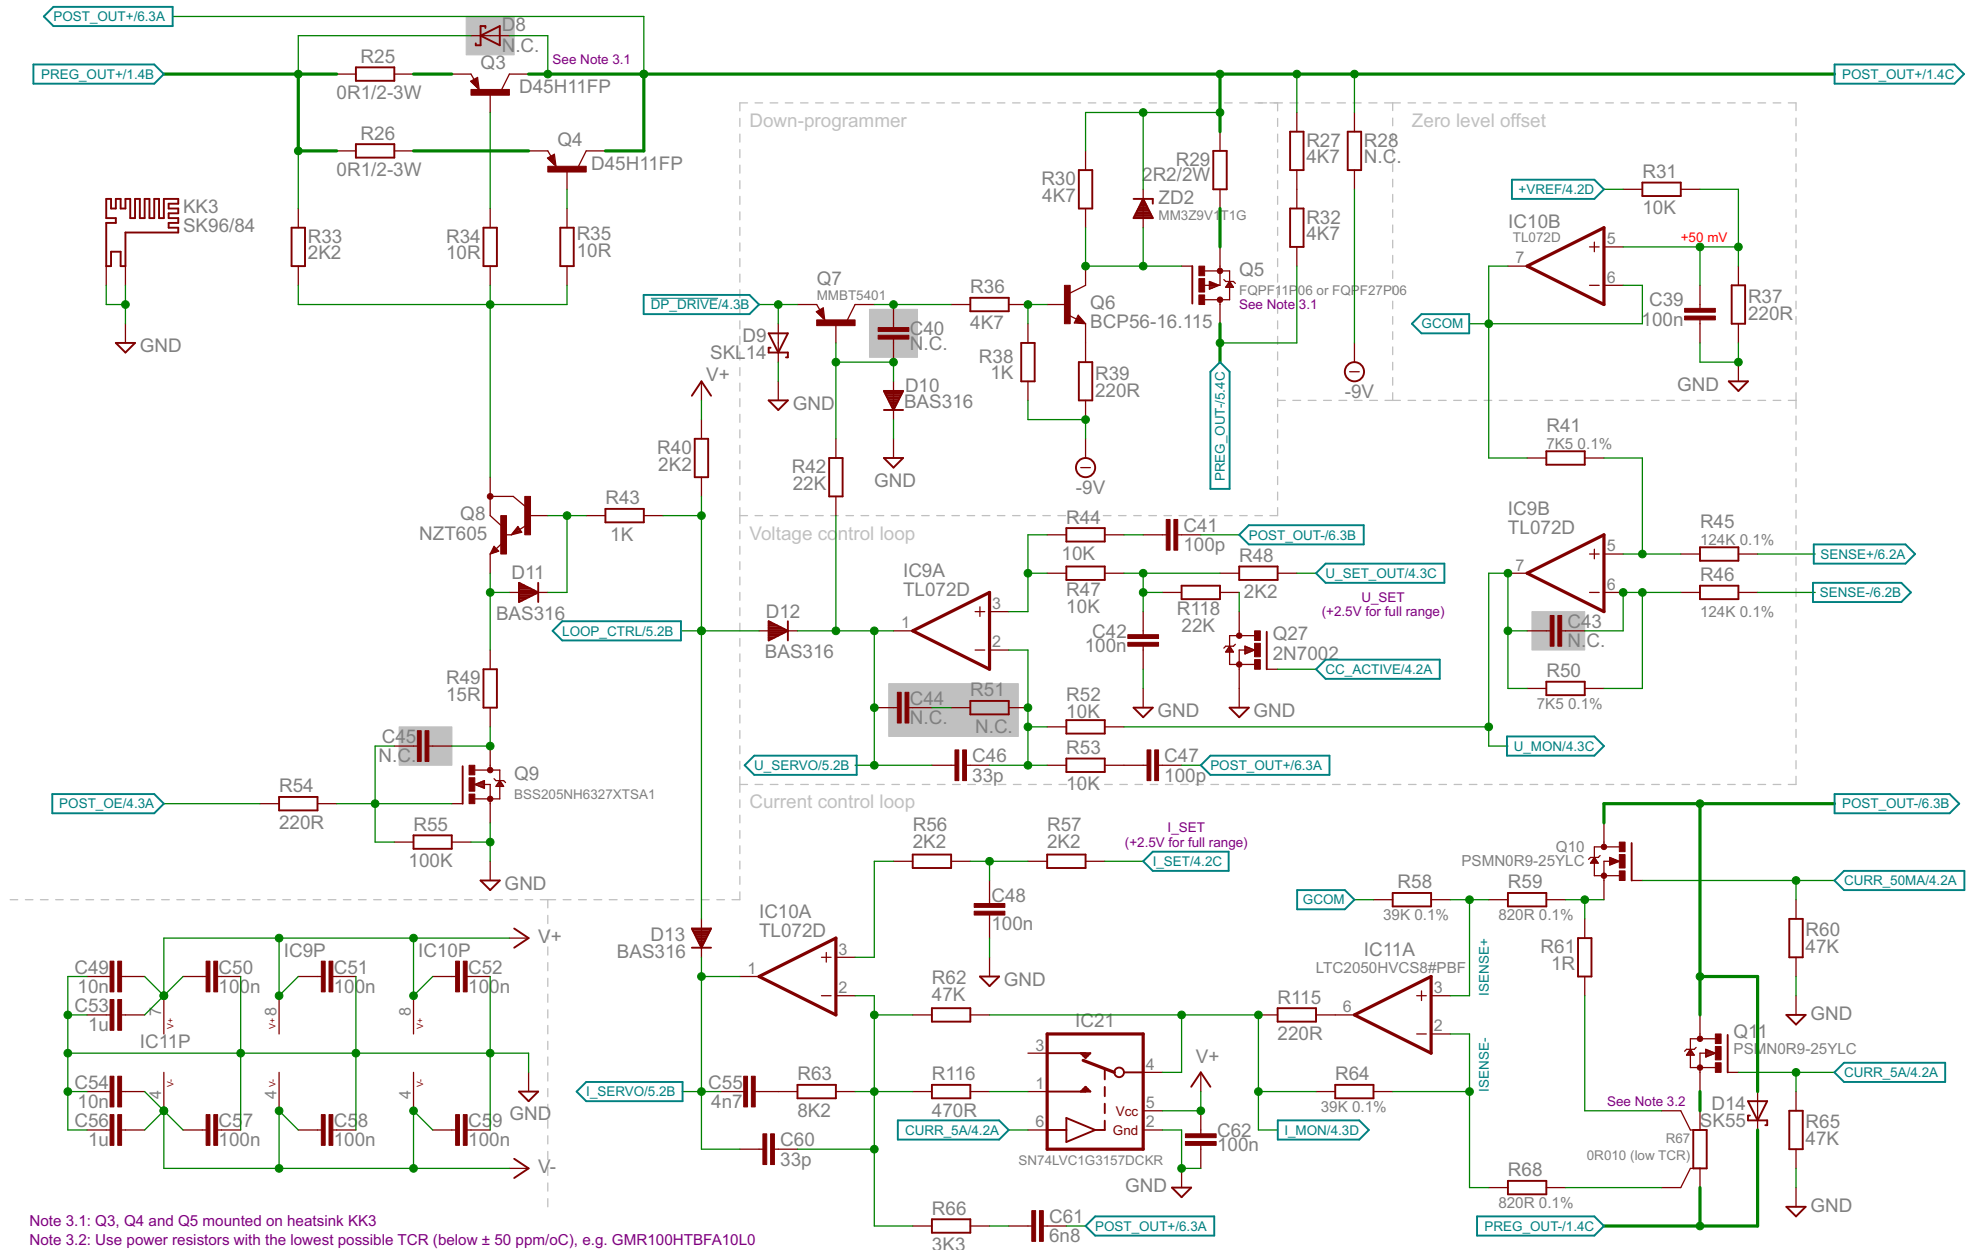 POST_OUT+/6.3A
D8
N.C.
PREG_OUT+/1.4B
R25
0R1/2-3W
Q3
See Note 3.1
D45H11FP
POST_OUT+/1.4C
R26
0R1/2-3W
Q4
D45H11FP
KK3
SK96/84
GND
R33
2K2
R34
10R
R35
10R
Down-programmer
R30
4K7
ZD2
MM3Z9V1T1G
R29
2R2/2W
R27
4K7
R28
N.C.
R32
4K7
Q5
FQPF11P06 or FQPF27P06
See Note 3.1
DP_DRIVE/4.3B
Q7
MMBT5401
D9
SKL14
GND
C40
N.C.
R36
4K7
Q6
BCP56-16.115
R38
1K
R39
220R
D10
BAS316
GND
-9V
PREG_OUT-/5.4C
-9V
R42
22K
Zero level offset
+VREF/4.2D
R31
10K
IC10B
TL072D
+50 mV
5
6
7
+
−
C39
100n
R37
220R
GND
GCOM
R41
7K5 0.1%
V+
R40
2K2
Q8
NZT605
R43
1K
D11
BAS316
LOOP_CTRL/5.2B
D12
BAS316
R49
15R
C45
N.C.
Q9
BSS205NH6327XTSA1
POST_OE/4.3A
R54
220R
R55
100K
GND
Voltage control loop
R44
10K
C41
100p
POST_OUT-/6.3B
IC9A
TL072D
1
3
2
+
−
R47
10K
R48
2K2
U_SET_OUT/4.3C
U_SET
(+2.5V for full range)
R118
22K
C42
100n
Q27
2N7002
CC_ACTIVE/4.2A
GND
GND
C44
N.C.
R51
N.C.
R52
10K
U_SERVO/5.2B
C46
33p
R53
10K
C47
100p
POST_OUT+/6.3A
IC9B
TL072D
7
5
6
+
−
R45
124K 0.1%
SENSE+/6.2A
R46
124K 0.1%
SENSE-/6.2B
C43
N.C.
R50
7K5 0.1%
U_MON/4.3C
Current control loop
R56
2K2
R57
2K2
I_SET
(+2.5V for full range)
I_SET/4.2C
C48
100n
GND
D13
BAS316
IC10A
TL072D
1
3
2
+
−
R62
47K
I_SERVO/5.2B
C55
4n7
R63
8K2
R116
470R
CURR_5A/4.2A
C60
33p
R66
3K3
C61
6n8
POST_OUT+/6.3A
IC21
3
1
6
4
5
2
Vcc
Gnd
SN74LVC1G3157DCKR
V+
C62
100n
GND
R115
220R
IC11A
LTC2050HVCS8#PBF
6
3
2
+
−
ISENSE+
ISENSE-
R64
39K 0.1%
I_MON/4.3D
GCOM
R58
39K 0.1%
R59
820R 0.1%
R61
1R
Q10
PSMN0R9-25YLC
POST_OUT-/6.3B
CURR_50MA/4.2A
R60
47K
GND
Q11
PSMN0R9-25YLC
CURR_5A/4.2A
See Note 3.2
D14
SK55
R65
47K
GND
R67
0R010 (low TCR)
R68
820R 0.1%
PREG_OUT-/1.4C
V+
C49
10n
C50
100n
IC9P
C51
100n
IC10P
C52
100n
C53
1u
7
V+
8
V+
8
V+
IC11P
C54
10n
C56
1u
4
V-
4
V-
4
V-
C57
100n
C58
100n
C59
100n
GND
V-
Note 3.1: Q3, Q4 and Q5 mounted on heatsink KK3
Note 3.2: Use power resistors with the lowest possible TCR (below ± 50 ppm/oC), e.g. GMR100HTBFA10L0